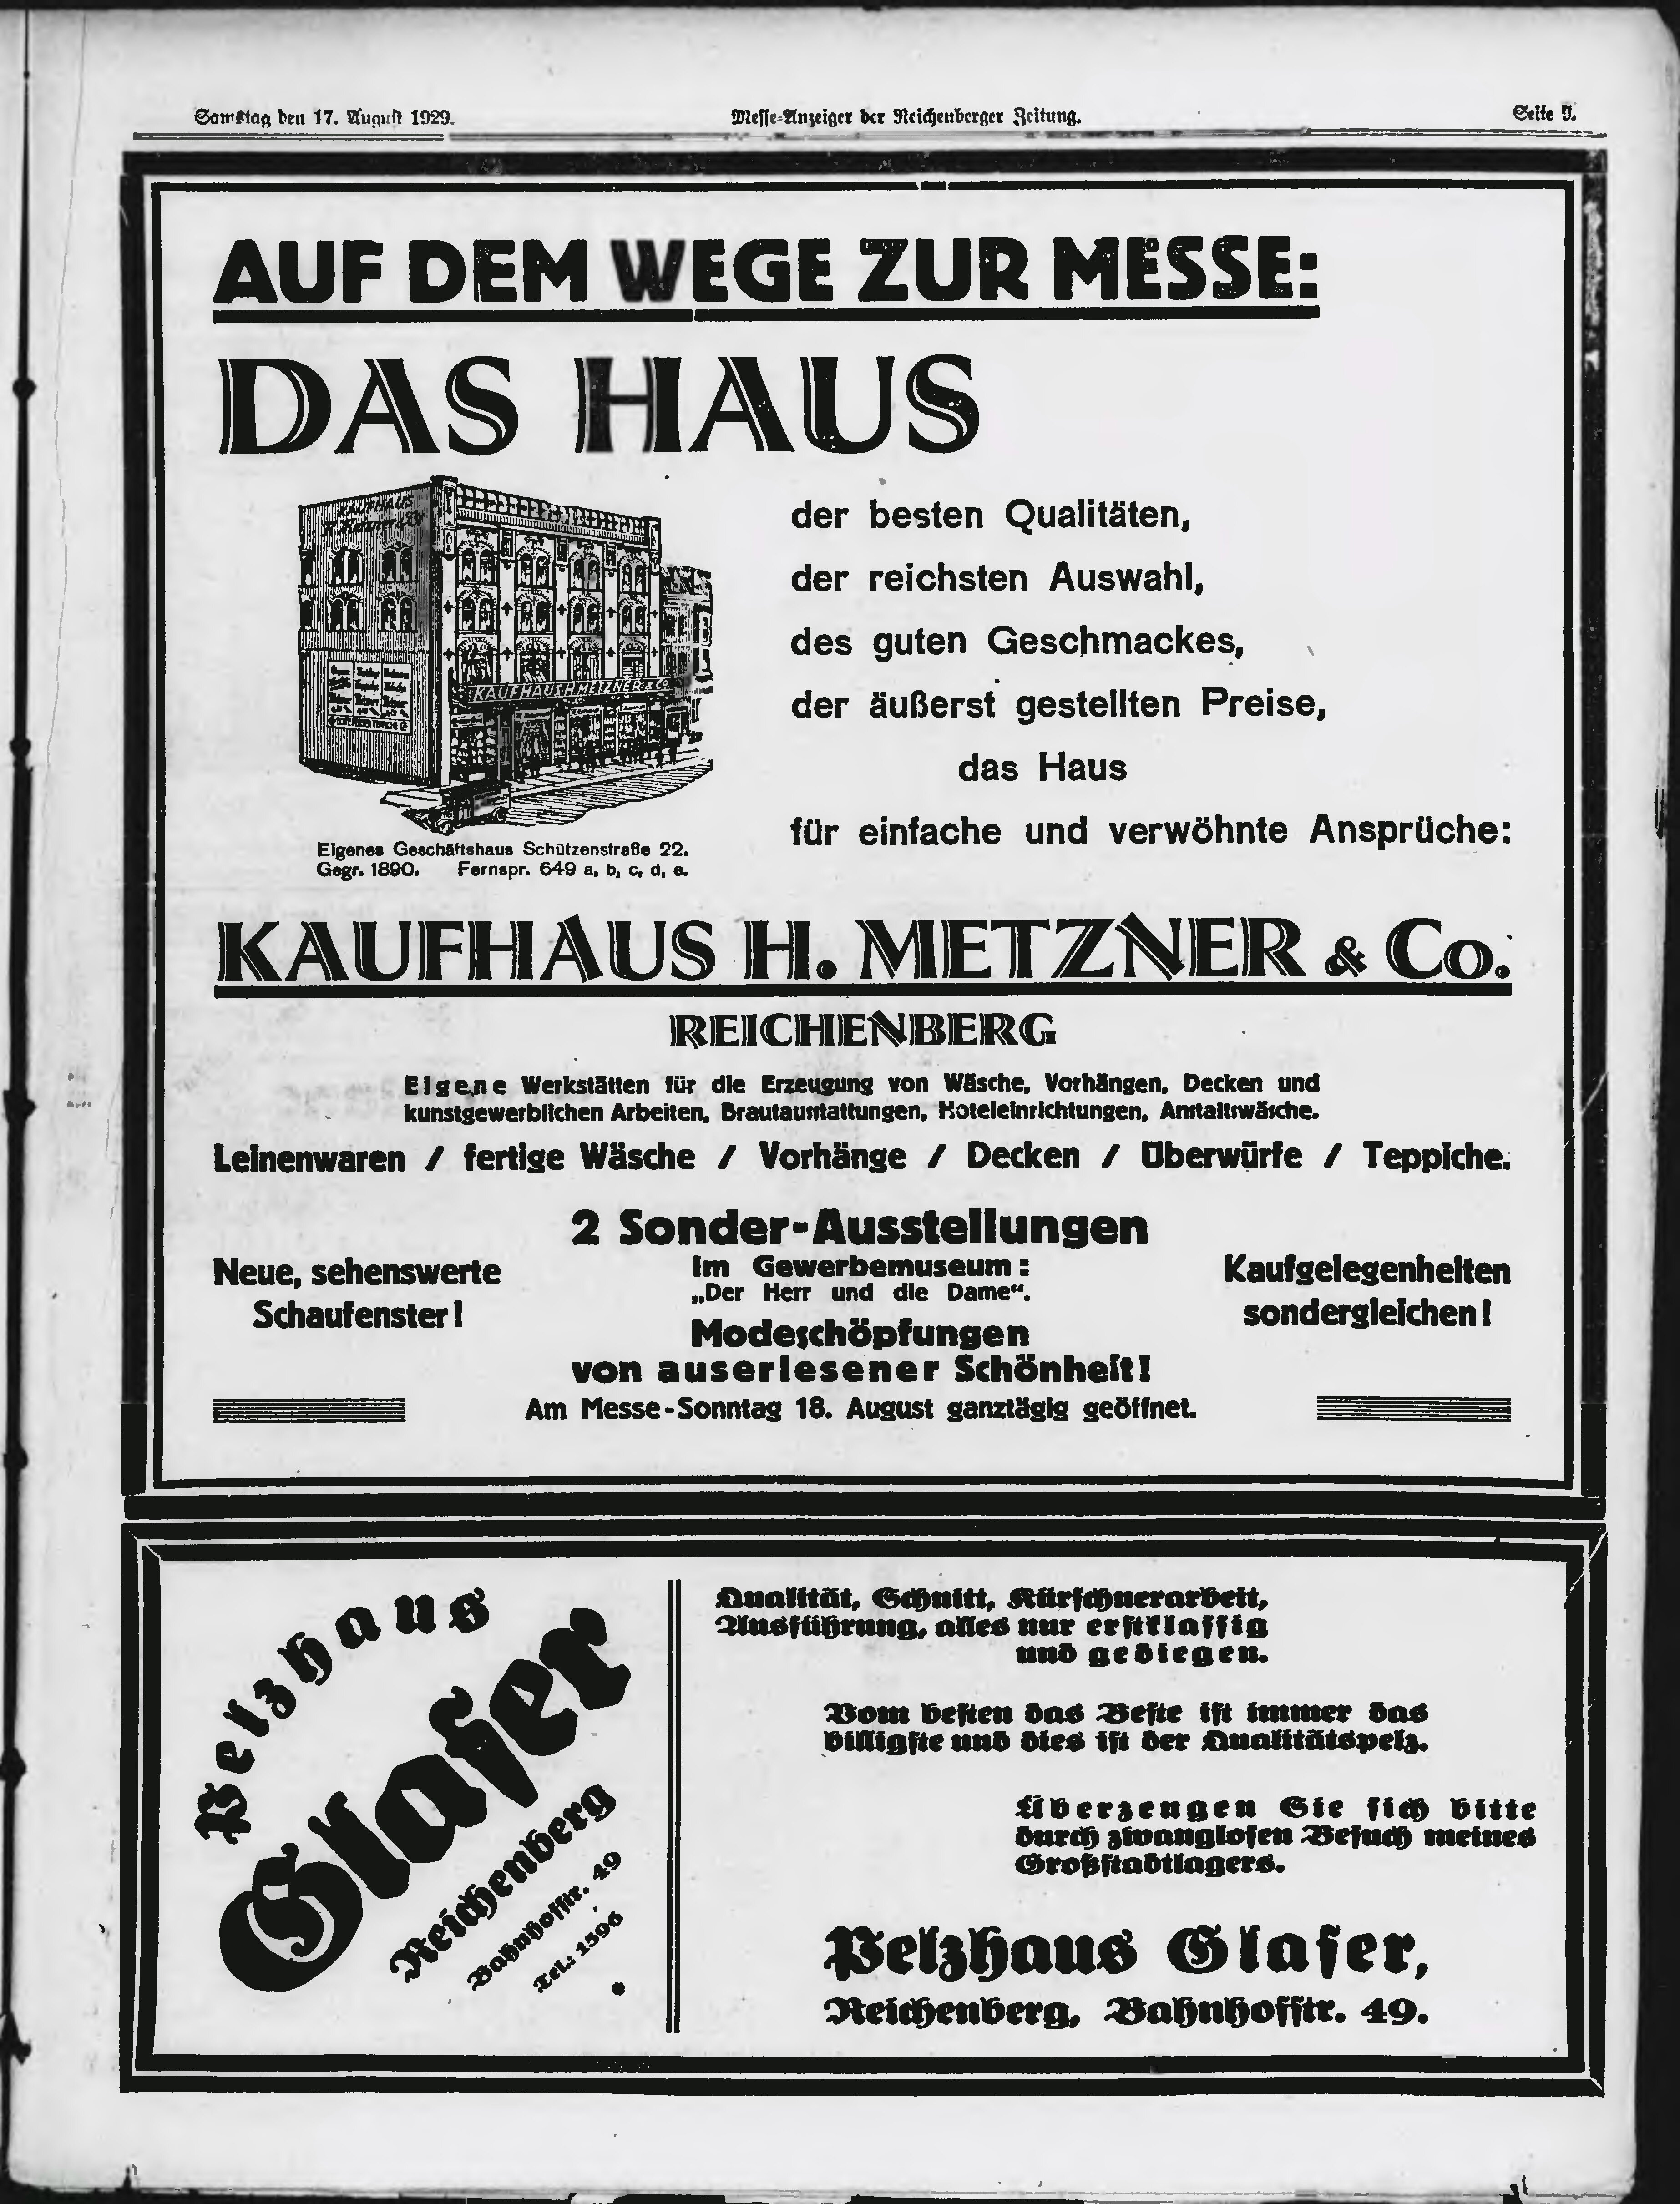 Samstag den 17. August 1929.
Messe-Anzeiger der Reichenberger Zeitung.
Seite 9.
AUF DEM WEGE ZUR MESSE:
DAS HAUS
KAUFHAUS
H. Metzner & Co
KAUFHAUS H. METZNER & Co.
der besten Qualitäten,
der reichsten Auswahl,
des guten Geschmackes,
der äußerst gestellten Preise,
das Haus
für einfache und verwöhnte Ansprüche:
Eigenes Geschäftshaus Schützenstraße 22.
Gegr. 1890. Fernspr. 649 a, b, c, d, e.
KAUFHAUS H. METZNER & Co.
REICHENBERG
Eigene Werkstätten für die Erzeugung von Wäsche, Vorhängen, Decken und
kunstgewerblichen Arbeiten, Brautausstattungen, Hoteleinrichtungen, Anstaltswäsche.
Leinenwaren / fertige Wäsche / Vorhänge / Decken / Überwürfe / Teppiche.
Neue, sehenswerte
Schaufenster!
2 Sonder-Ausstellungen
im Gewerbemuseum:
„Der Herr und die Dame“.
Modeschöpfungen
von auserlesener Schönheit!
Am Messe-Sonntag 18. August ganztägig geöffnet.
Kaufgelegenheiten
sondergleichen!
Pelzhaus
Glaser
Reichenberg
Bahnhofstr. 49
Tel.: 1596
Qualität, Schnitt, Kürschnerarbeit,
Ausführung, alles nur erstklassig
und gediegen.
Vom besten das Beste ist immer das
billigste und dies ist der Qualitätspelz.
Überzeugen Sie sich bitte
durch zwanglosen Besuch meines
Großstadtlagers.
Pelzhaus Glaser,
Reichenberg, Bahnhofstr. 49.